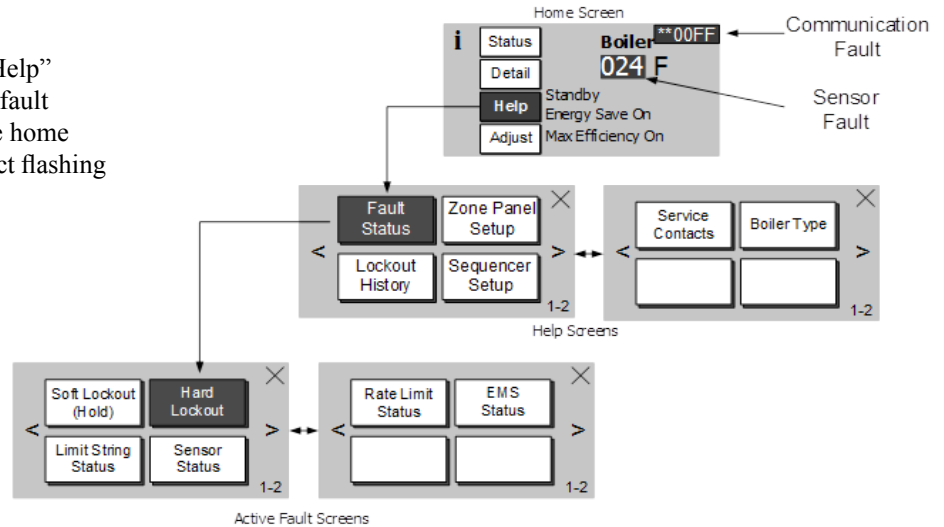 Help”
fault
home
ct flashing
Home Screen
i
Status
Detail
Help
Adjust
Boiler
**00FF
024 F
Standby
Energy Save On
Max Efficiency On
Communication
Fault
Sensor
Fault
Fault
Status
Zone Panel
Setup
Lockout
History
Sequencer
Setup
<
>
1-2
Service
Contacts
Boiler Type
<
>
1-2
Help Screens
Soft Lockout
(Hold)
Hard
Lockout
Limit String
Status
Sensor
Status
<
>
1-2
Rate Limit
Status
EMS
Status
<
>
1-2
Active Fault Screens